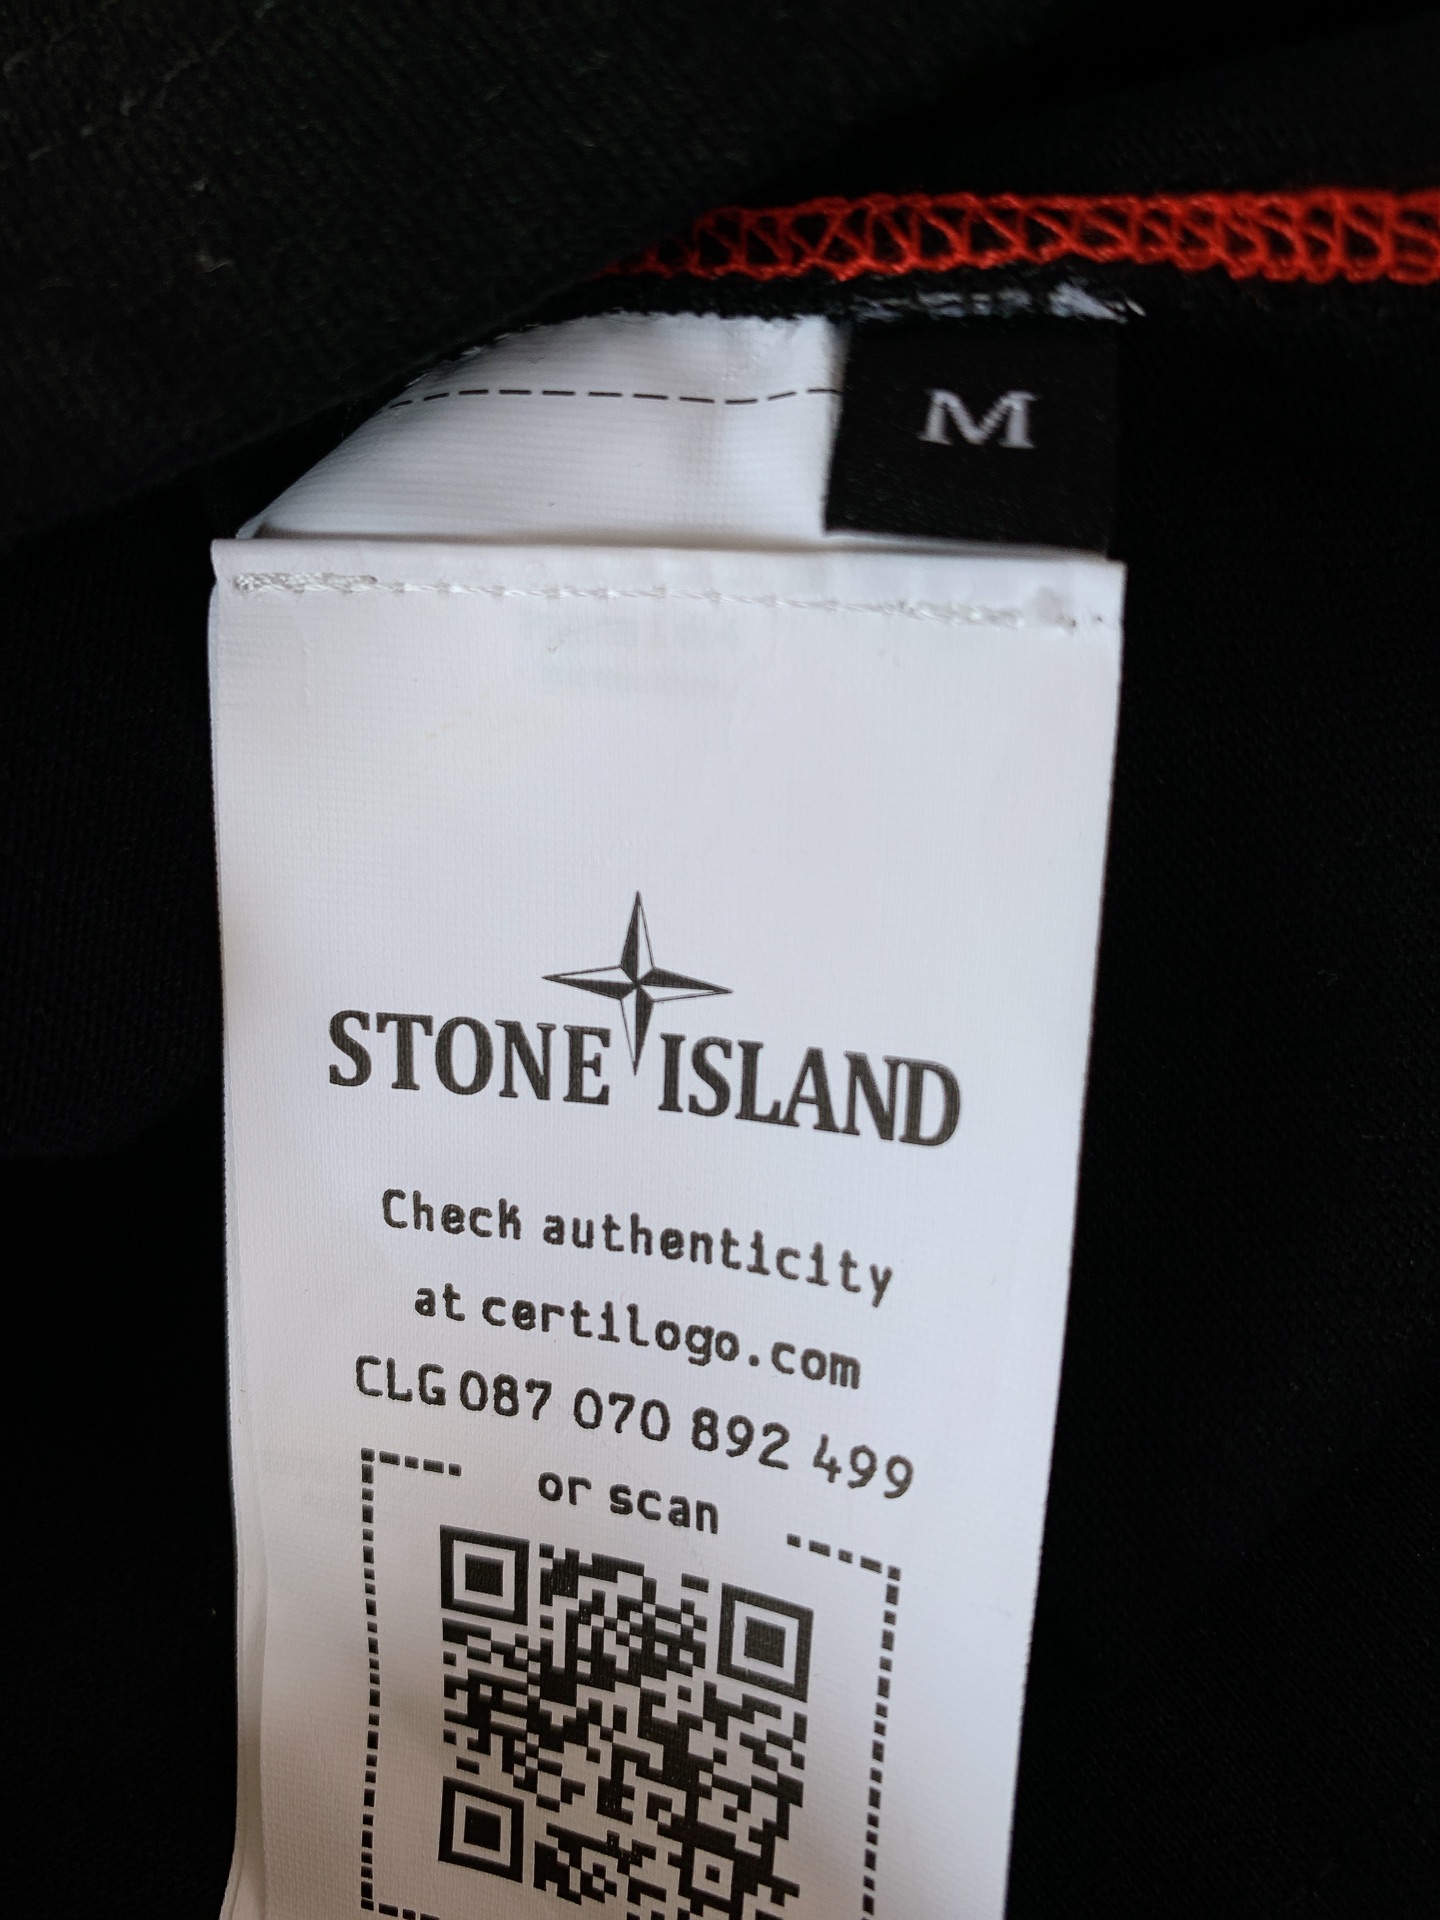 M
STONE ISLAND
Check authenticity
at certilogo.com
CLG 087 070 892 499
or scan